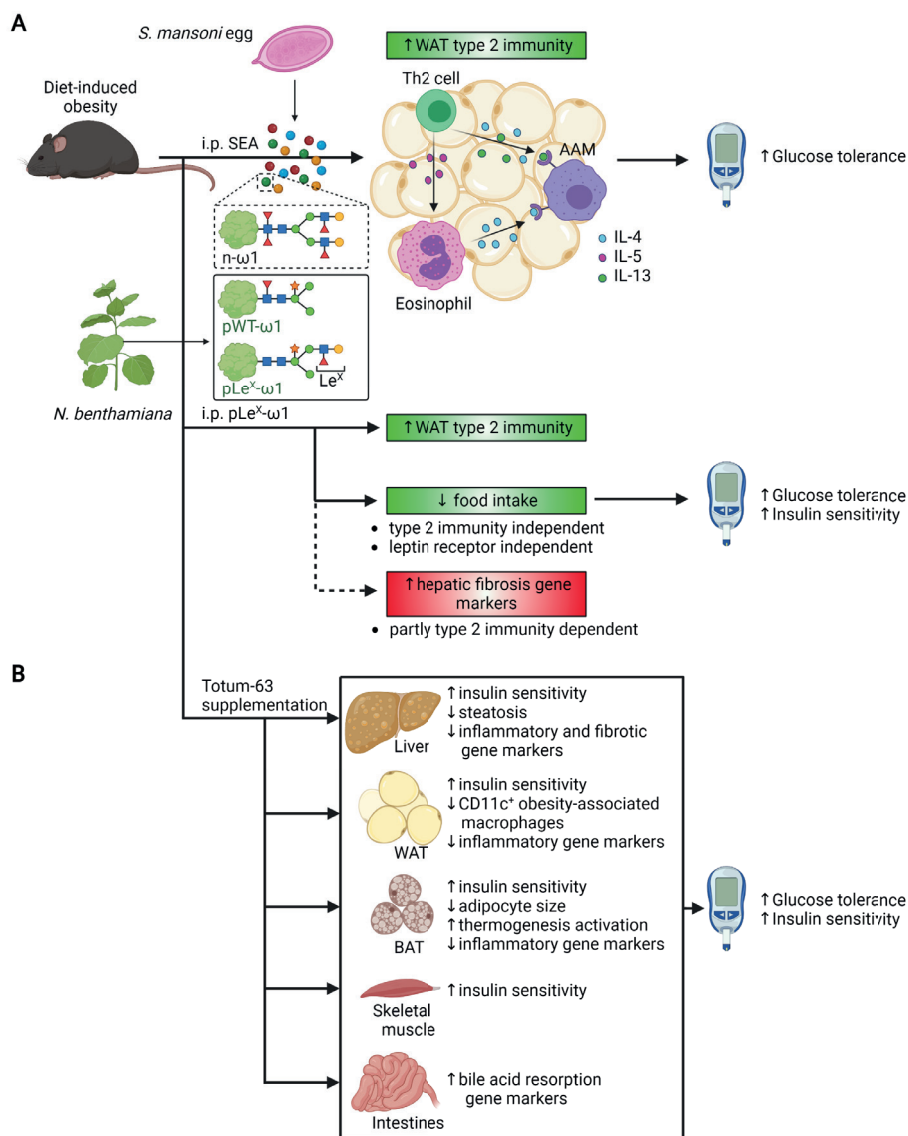 A
S. mansoni egg
↑WAT type 2 immunity
Diet-induced
obesity
Th2 cell
i.p. SEA
AAM
↑ Glucose tolerance
n-ω1
IL-4
IL-5
IL-13
Eosinophil
pWT-ω1
pLeˣ-ω1
Leˣ
N. benthamiana
i.p. pLeˣ-ω1
↑WAT type 2 immunity
↓ food intake
↑ Glucose tolerance
↑ Insulin sensitivity
• type 2 immunity independent
• leptin receptor independent
↑hepatic fibrosis gene
markers
• partly type 2 immunity dependent
B
Totum-63
supplementation
↑ insulin sensitivity
↓steatosis
↓inflammatory and fibrotic
gene markers
Liver
↑ insulin sensitivity
↓CD11c⁺ obesity-associated
macrophages
↓inflammatory gene markers
WAT
↑ insulin sensitivity
↓adipocyte size
↑thermogenesis activation
↓inflammatory gene markers
BAT
↑ Glucose tolerance
↑ Insulin sensitivity
↑ insulin sensitivity
Skeletal
muscle
↑ bile acid resorption
gene markers
Intestines